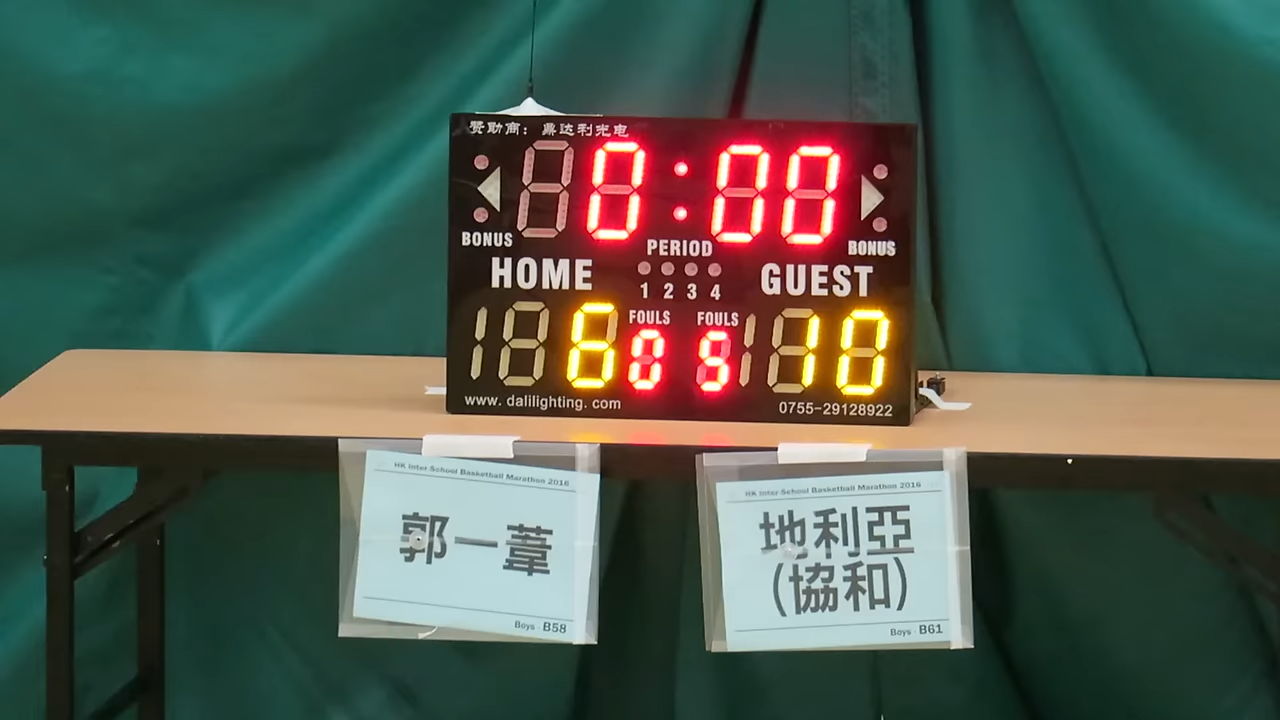 赞助商：鼎达利光电
0:00
BONUS
PERIOD
BONUS
HOME
1 2 3 4
GUEST
FOULS
FOULS
6
0
5
10
www.dalilighting.com
0755-29128922
HK Inter-School Basketball Marathon 2016
郭一葦
Boys - B58
HK Inter-School Basketball Marathon 2016
地利亞
(協和)
Boys - B61